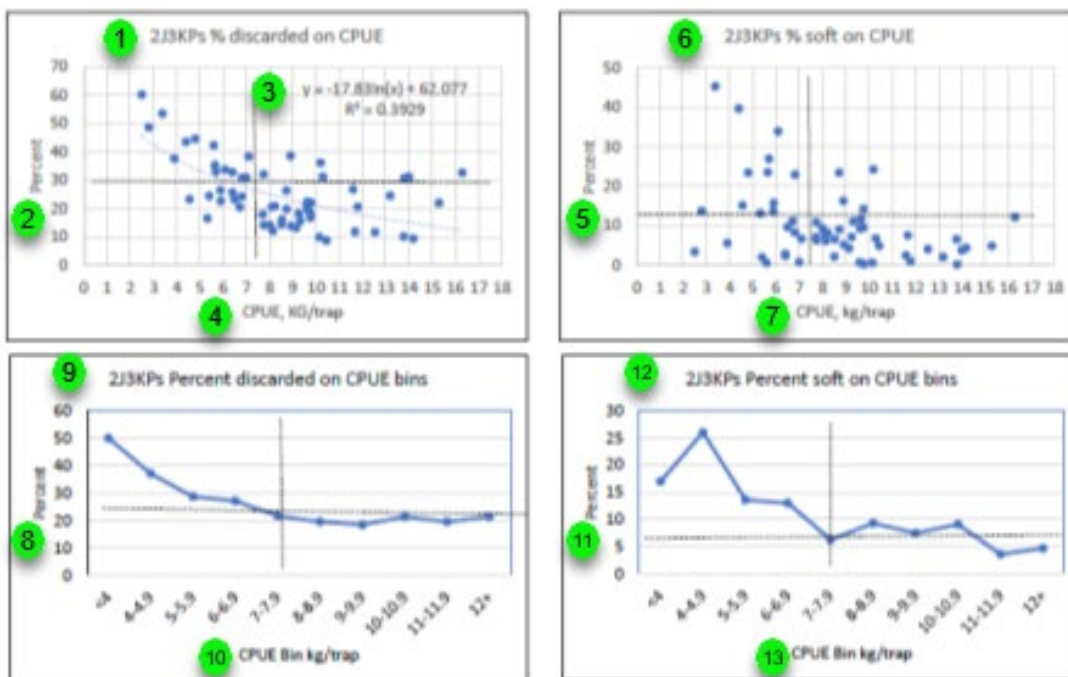 1
2J3KPs % discarded on CPUE
70
60
50
40
30
20
10
0
3
y = -17.83ln(x) + 62.077
R² = 0.3929
2
Percent
0 1 2 3 4 5 6 7 8 9 10 11 12 13 14 15 16 17 18
4
CPUE, KG/trap
6
2J3KPs % soft on CPUE
50
40
30
20
10
0
5
Percent
0 1 2 3 4 5 6 7 8 9 10 11 12 13 14 15 16 17 18
7
CPUE, kg/trap
9
2J3KPs Percent discarded on CPUE bins
60
50
40
30
20
10
0
8
Percent
<4 4-4.9 5-5.9 6-6.9 7-7.9 8-8.9 9-9.9 10-10.9 11-11.9 12+
10
CPUE Bin kg/trap
12
2J3KPs Percent soft on CPUE bins
30
25
20
15
10
5
0
11
Percent
<4 4-4.9 5-5.9 6-6.9 7-7.9 8-8.9 9-9.9 10-10.9 11-11.9 12+
13
CPUE Bin kg/trap